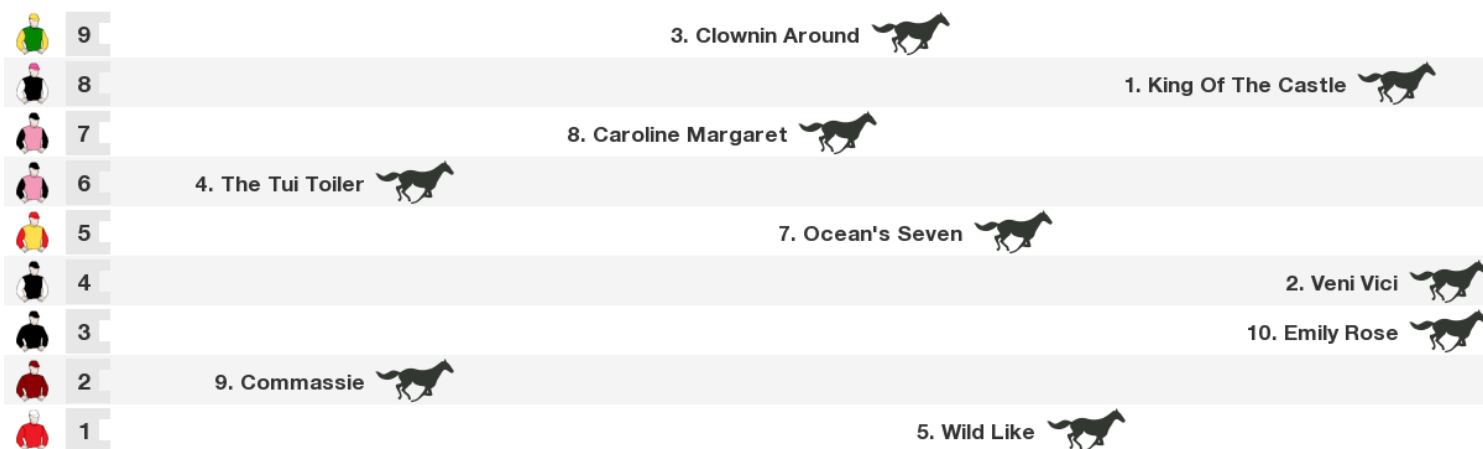 9 3. Clownin Around
8 1. King Of The Castle
7 8. Caroline Margaret
6 4. The Tui Toiler
5 7. Ocean's Seven
4 2. Veni Vici
3 10. Emily Rose
2 9. Commassie
1 5. Wild Like